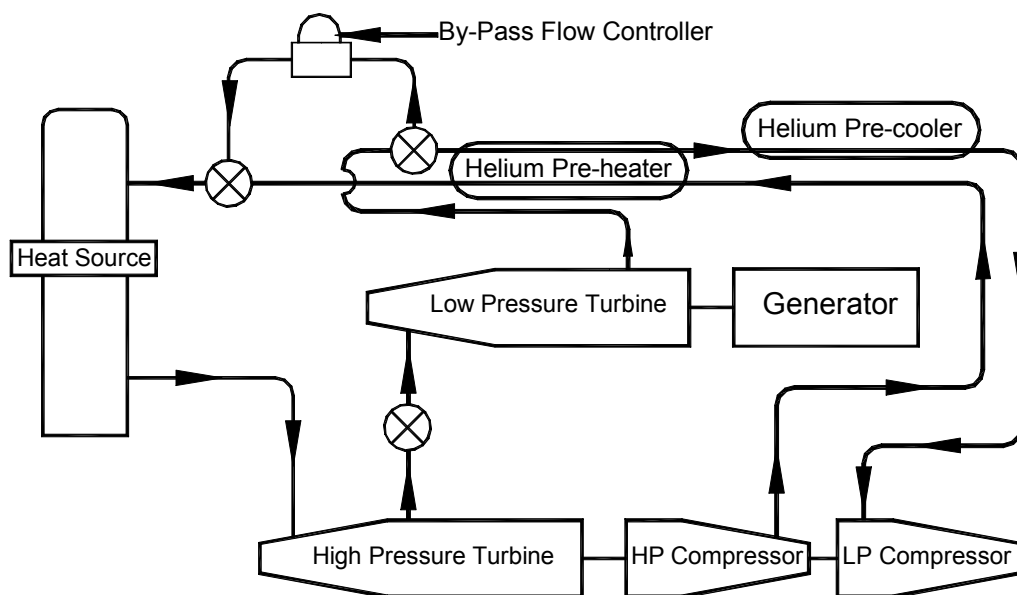 By-Pass Flow Controller
Helium Pre-cooler
Helium Pre-heater
Heat Source
Low Pressure Turbine
Generator
High Pressure Turbine
HP Compressor
LP Compressor